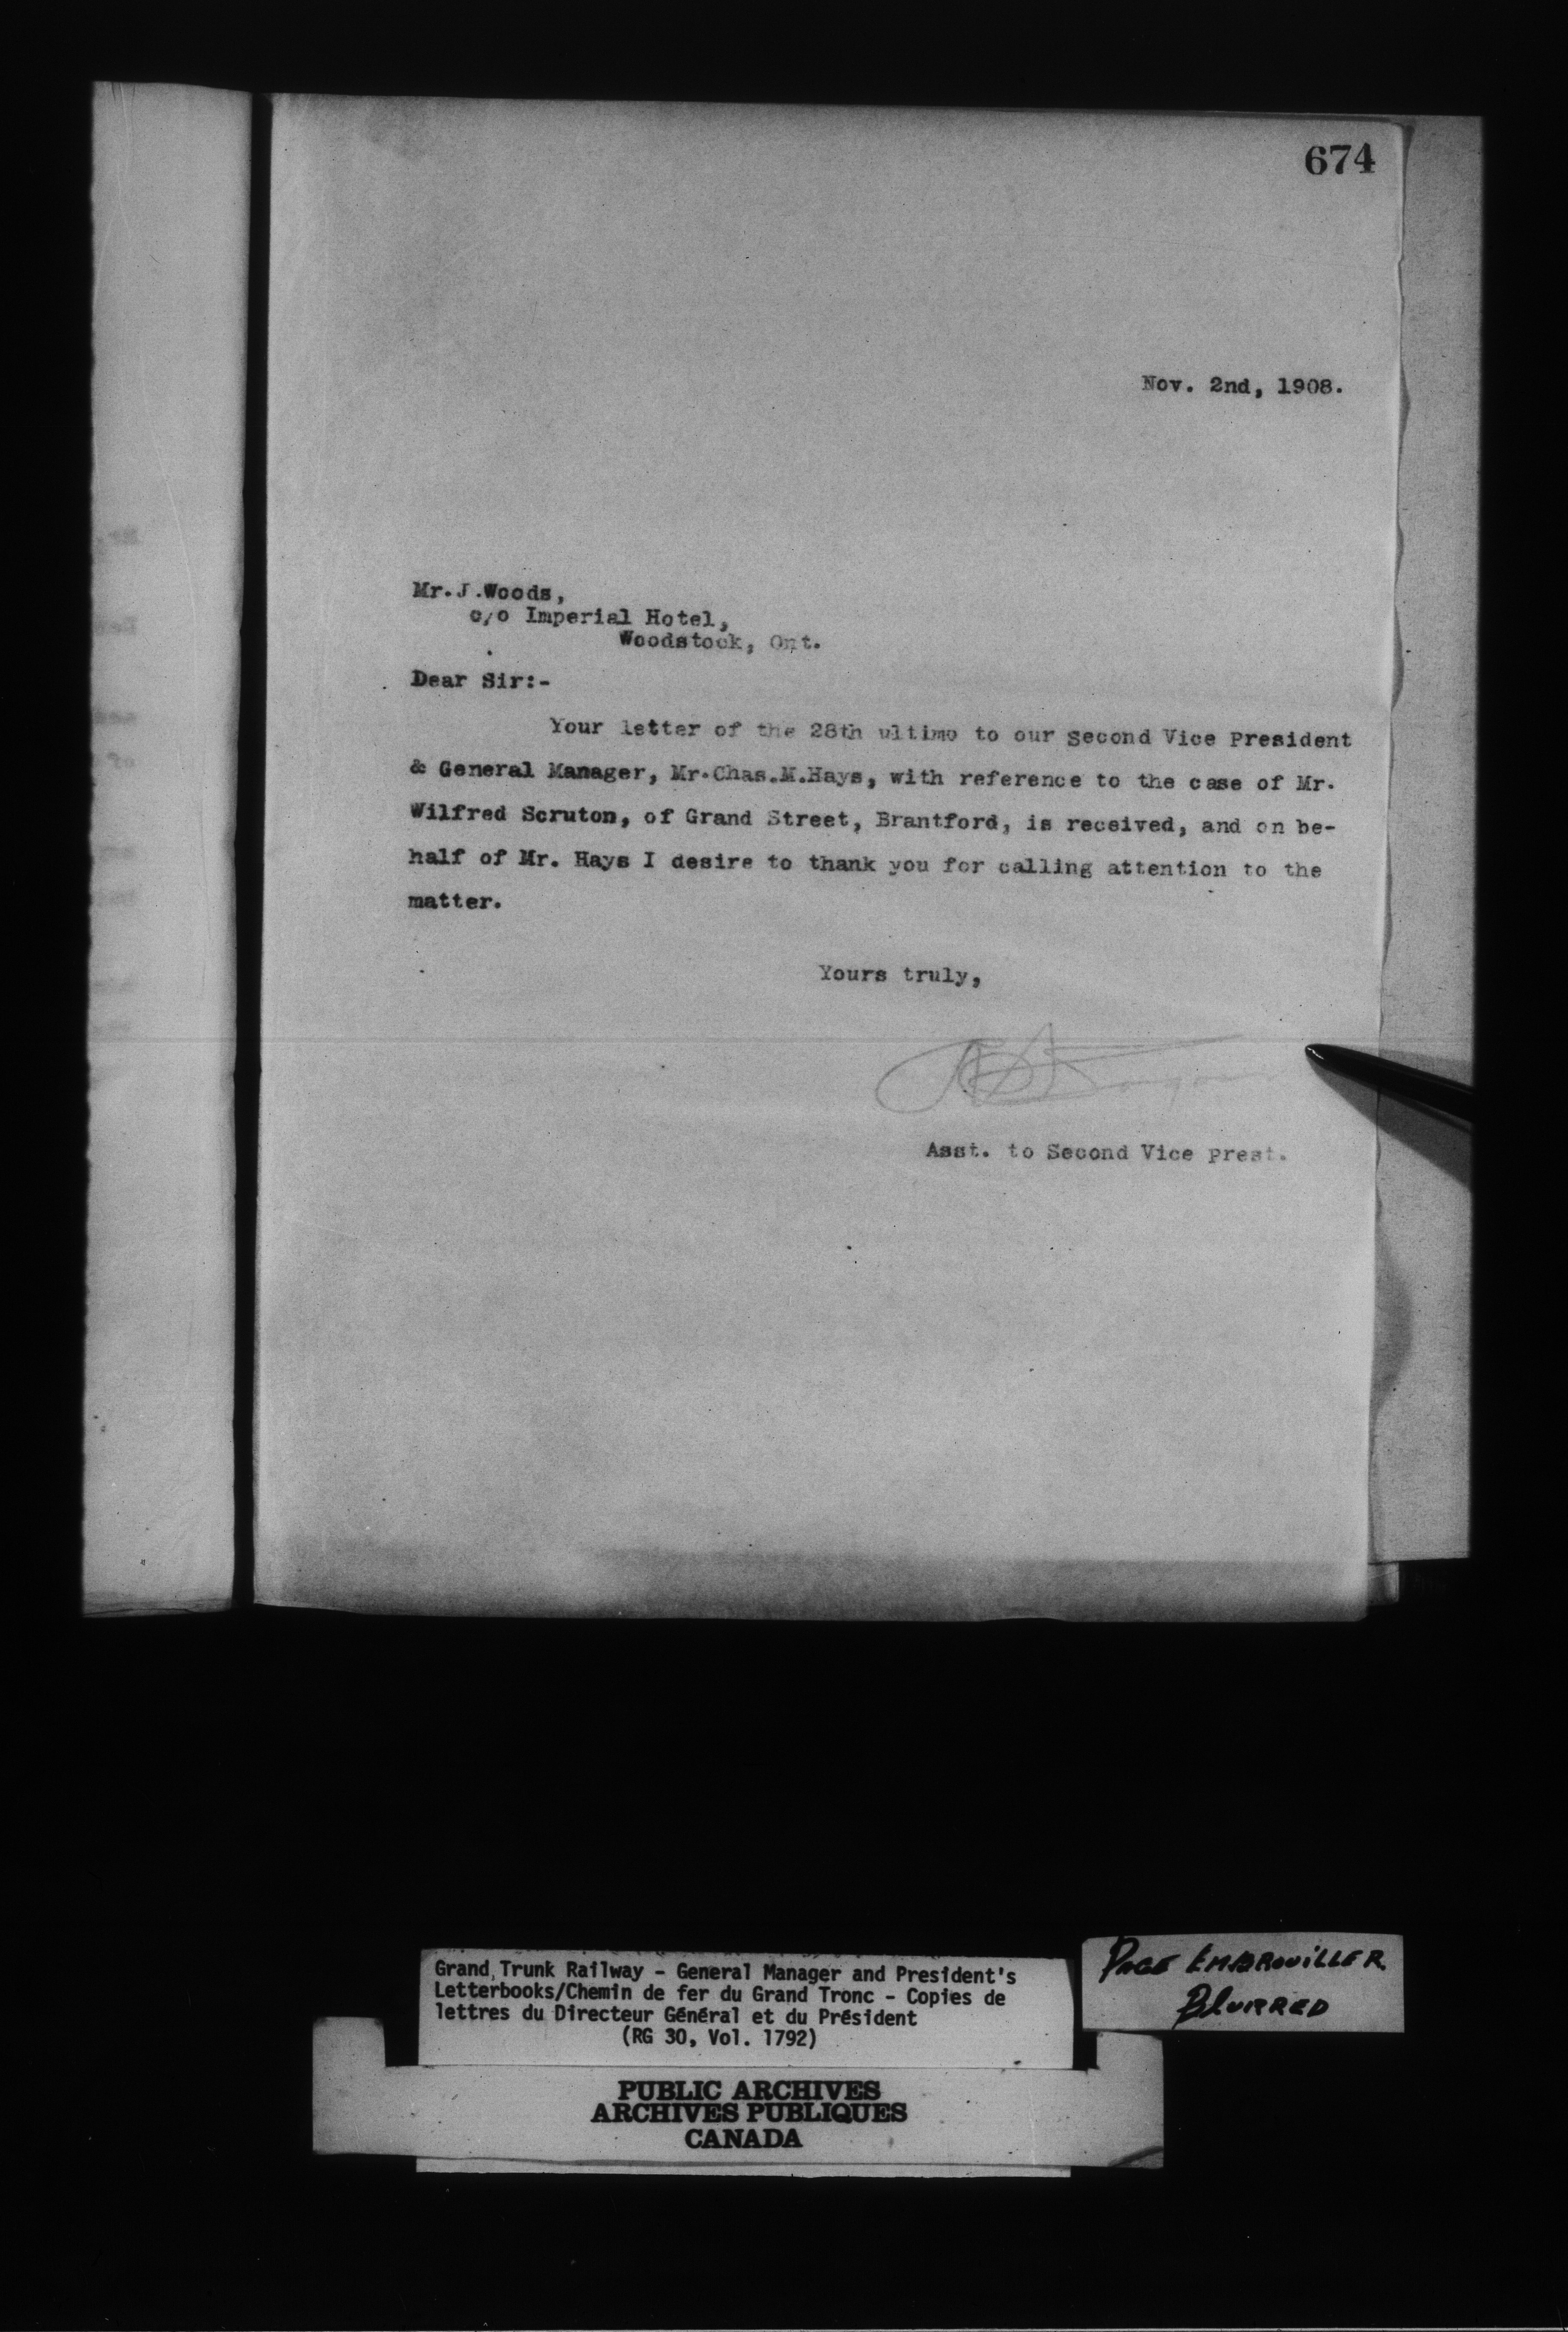 674
Nov. 2nd, 1908.
Mr. J. Woods,
c/o Imperial Hotel,
Woodstock, Ont.
Dear Sir:-
Your letter of the 28th ultimo to our Second Vice President
& General Manager, Mr. Chas. M. Hays, with reference to the case of Mr.
Wilfred Scruton, of Grand Street, Brantford, is received, and on be-
half of Mr. Hays I desire to thank you for calling attention to the
matter.
Yours truly,
Asst. to Second Vice Prest.
Grand Trunk Railway - General Manager and President's
Letterbooks/Chemin de fer du Grand Tronc - Copies de
lettres du Directeur Général et du Président
(RG 30, Vol. 1792)
PAGE EMBROUILLER
BLURRED
PUBLIC ARCHIVES
ARCHIVES PUBLIQUES
CANADA